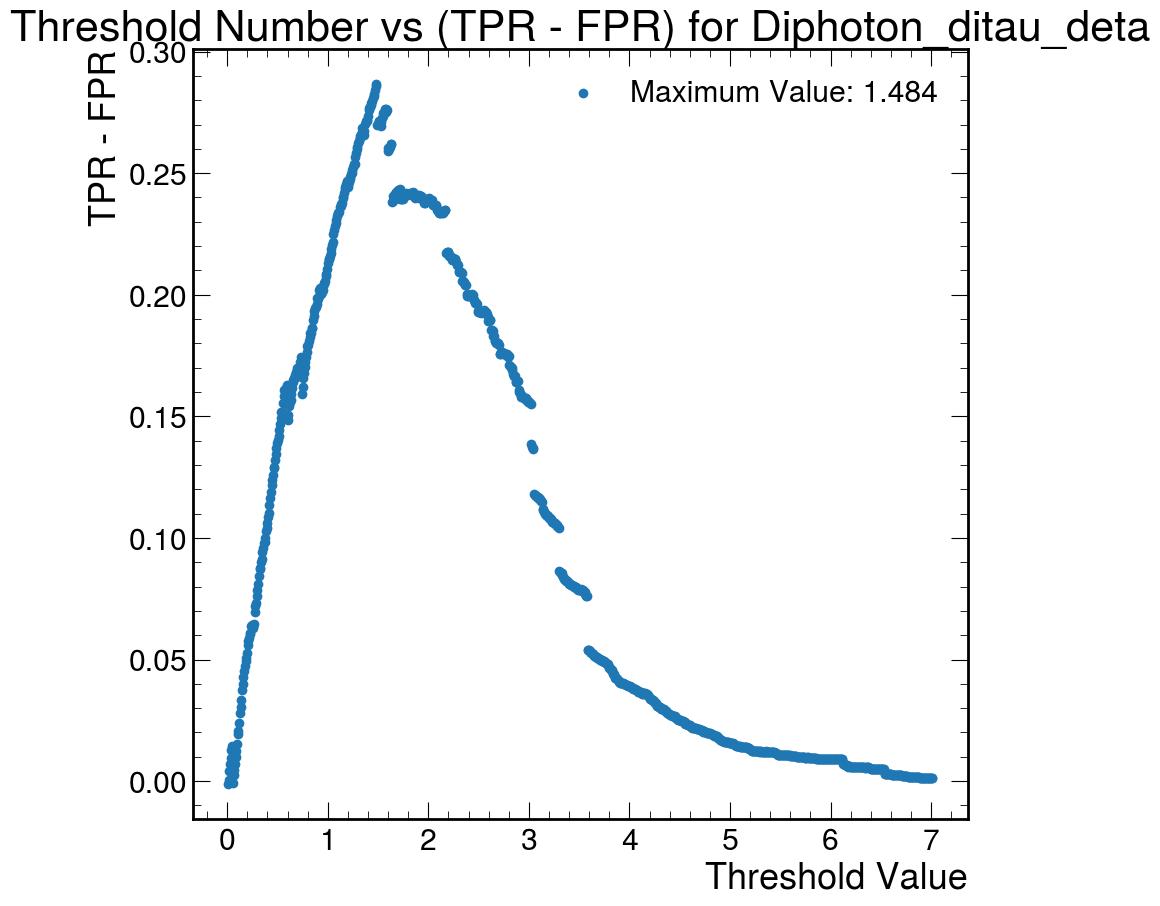 Threshold Number vs (TPR - FPR) for Diphoton_ditau_deta
TPR - FPR
Maximum Value: 1.484
0.30
0.25
0.20
0.15
0.10
0.05
0.00
0 1 2 3 4 5 6 7
Threshold Value